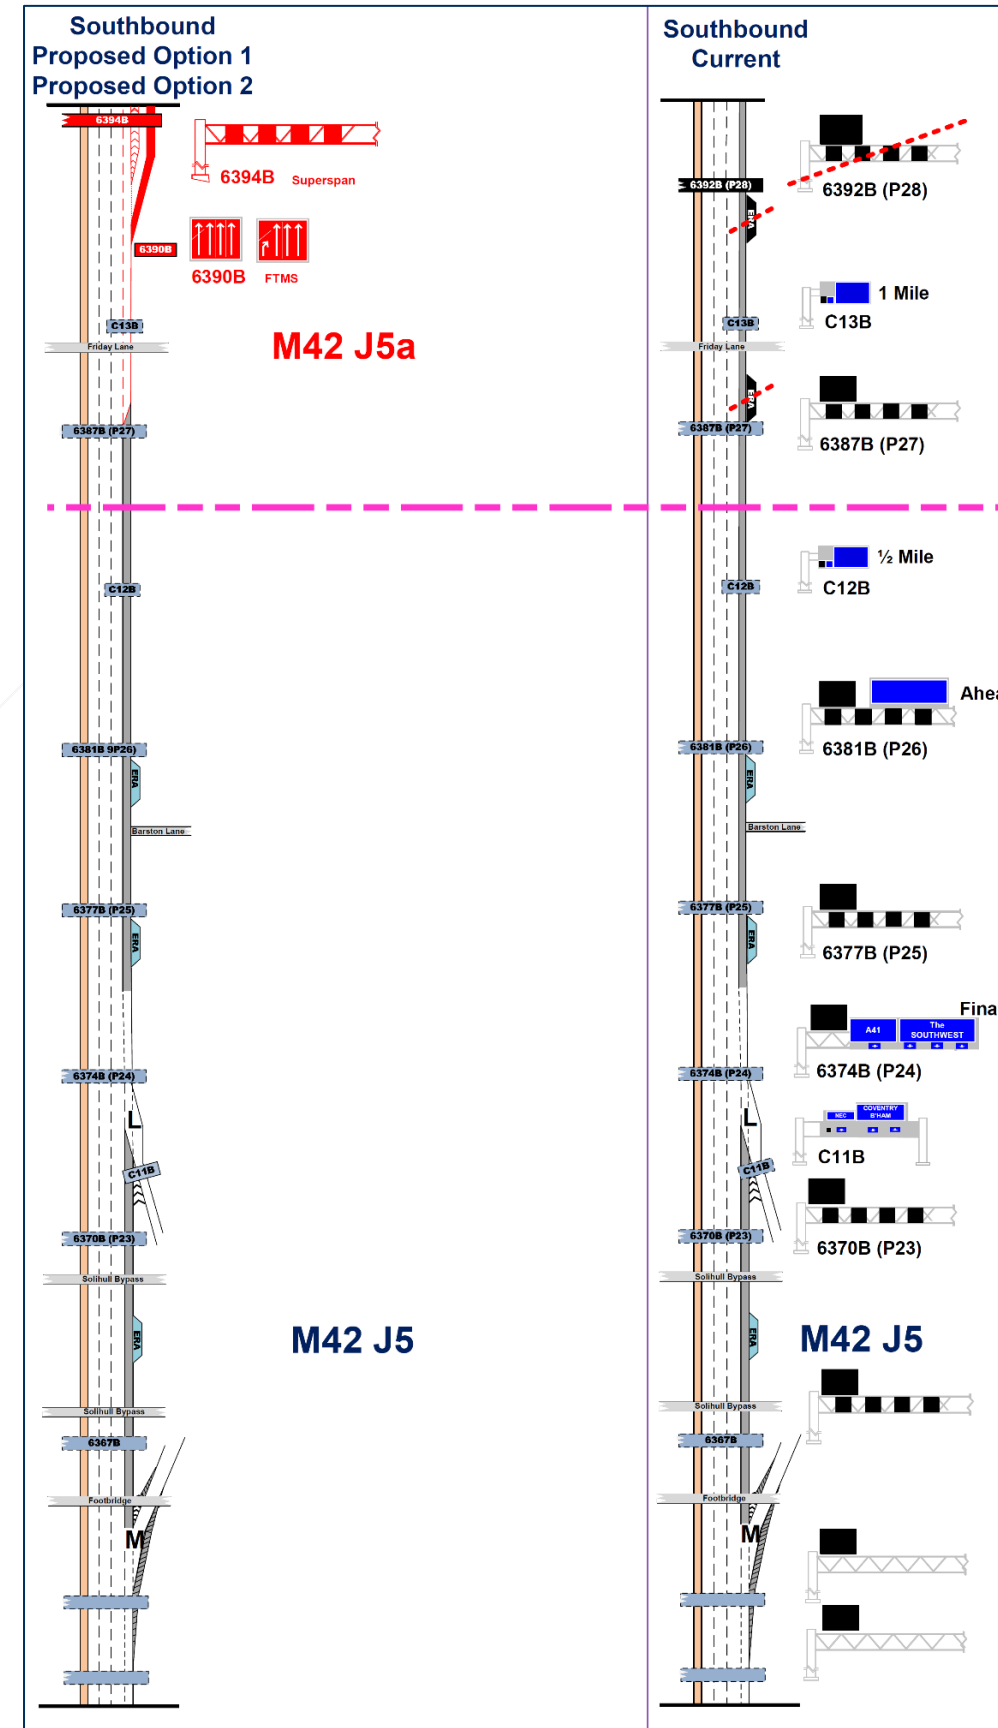 Southbound
Proposed Option 1
Proposed Option 2
6394B
6394B Superspan
6390B
6390B FTMS
C13B
Friday Lane
M42 J5a
6387B (P27)
C12B
6381B 9P26)
ERA
Barston Lane
6377B (P25)
ERA
6374B (P24)
L
C11B
6370B (P23)
Solihull Bypass
ERA
M42 J5
Solihull Bypass
6367B
Footbridge
M
Southbound
Current
6392B (P28)
6392B (P28)
ERA
1 Mile
C13B
C13B
Friday Lane
ERA
6387B (P27)
6387B (P27)
½ Mile
C12B
C12B
Ahea
6381B (P26)
6381B (P26)
ERA
Barston Lane
6377B (P25)
ERA
6377B (P25)
Fina
A41
The
SOUTHWEST
6374B (P24)
6374B (P24)
L
NEC
COVENTRY
B'HAM
C11B
C11B
6370B (P23)
6370B (P23)
Solihull Bypass
ERA
M42 J5
Solihull Bypass
6367B
Footbridge
M